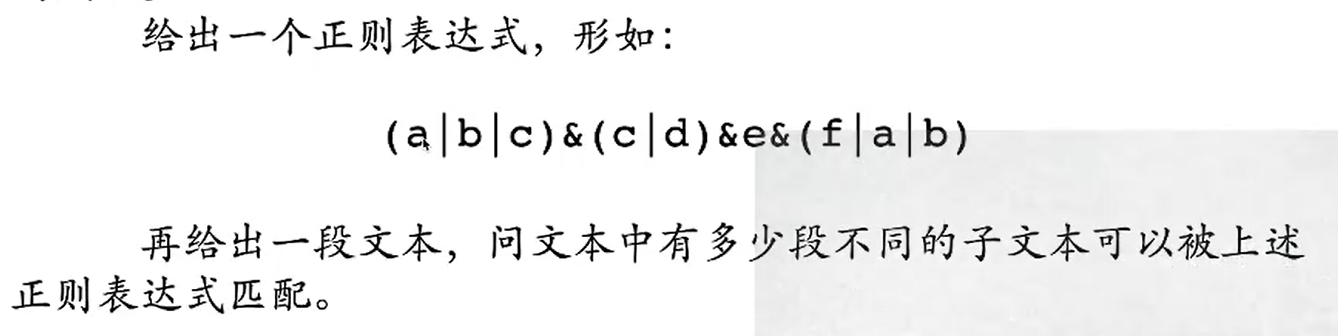 给出一个正则表达式，形如：
(a|b|c)&(c|d)&e&(f|a|b)
再给出一段文本，问文本中有多少段不同的子文本可以被上述
正则表达式匹配。